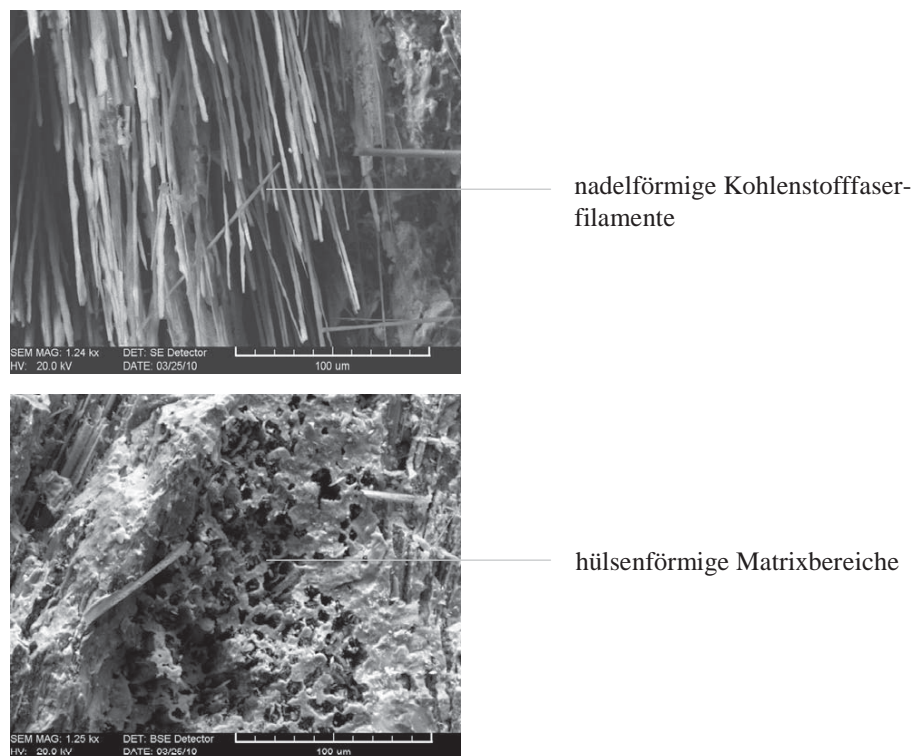 nadelförmige Kohlenstofffaser-
filamente
SEM MAG: 1.24 kx DET: SE Detector
HV: 20.0 kV DATE: 03/25/10 100 um
hülsenförmige Matrixbereiche
SEM MAG: 1.25 kx DET: BSE Detector
HV: 20.0 kV DATE: 03/26/10 100 um